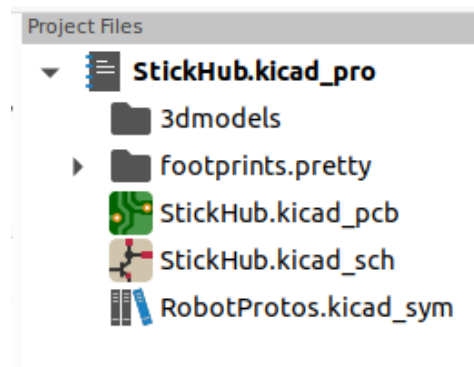 Project Files
StickHub.kicad_pro
3dmodels
footprints.pretty
StickHub.kicad_pcb
StickHub.kicad_sch
RobotProtos.kicad_sym